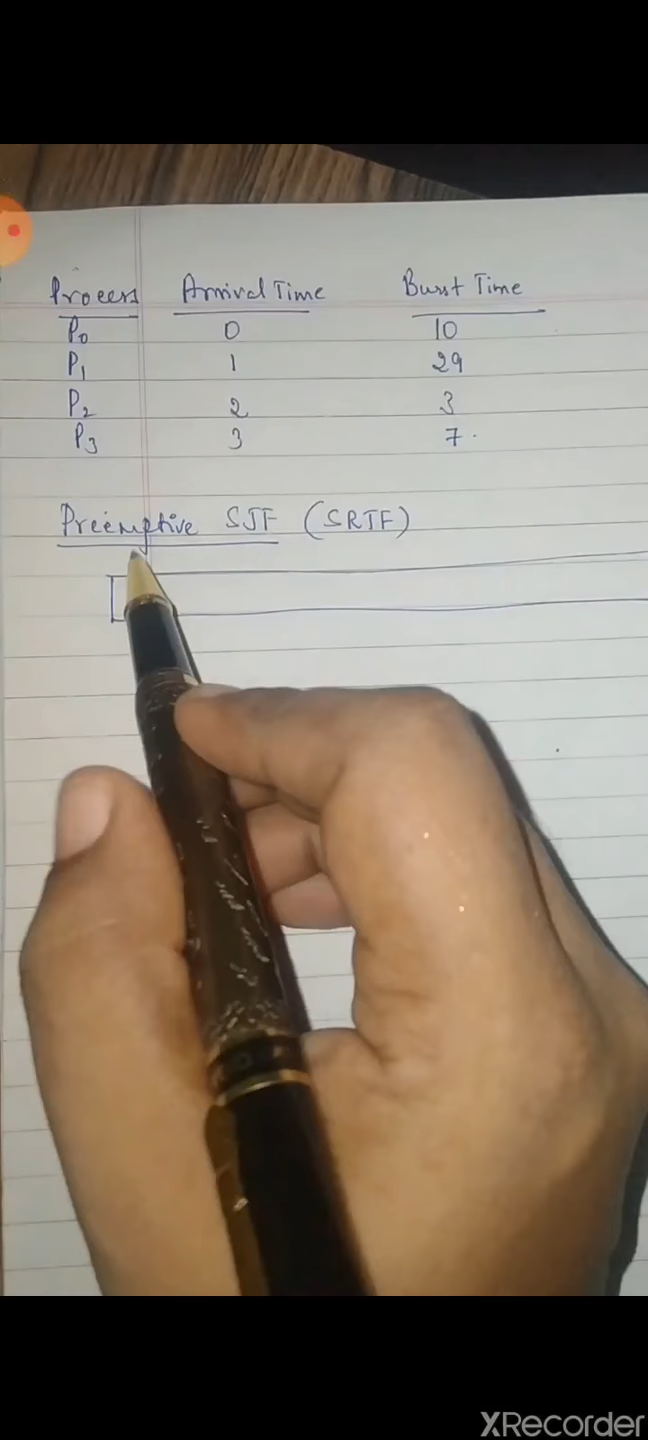 Process Arrival Time Burst Time
P0 0 10
P1 1 29
P2 2 3
P3 3 7.
Preemptive SJF (SRTF)
XRecorder